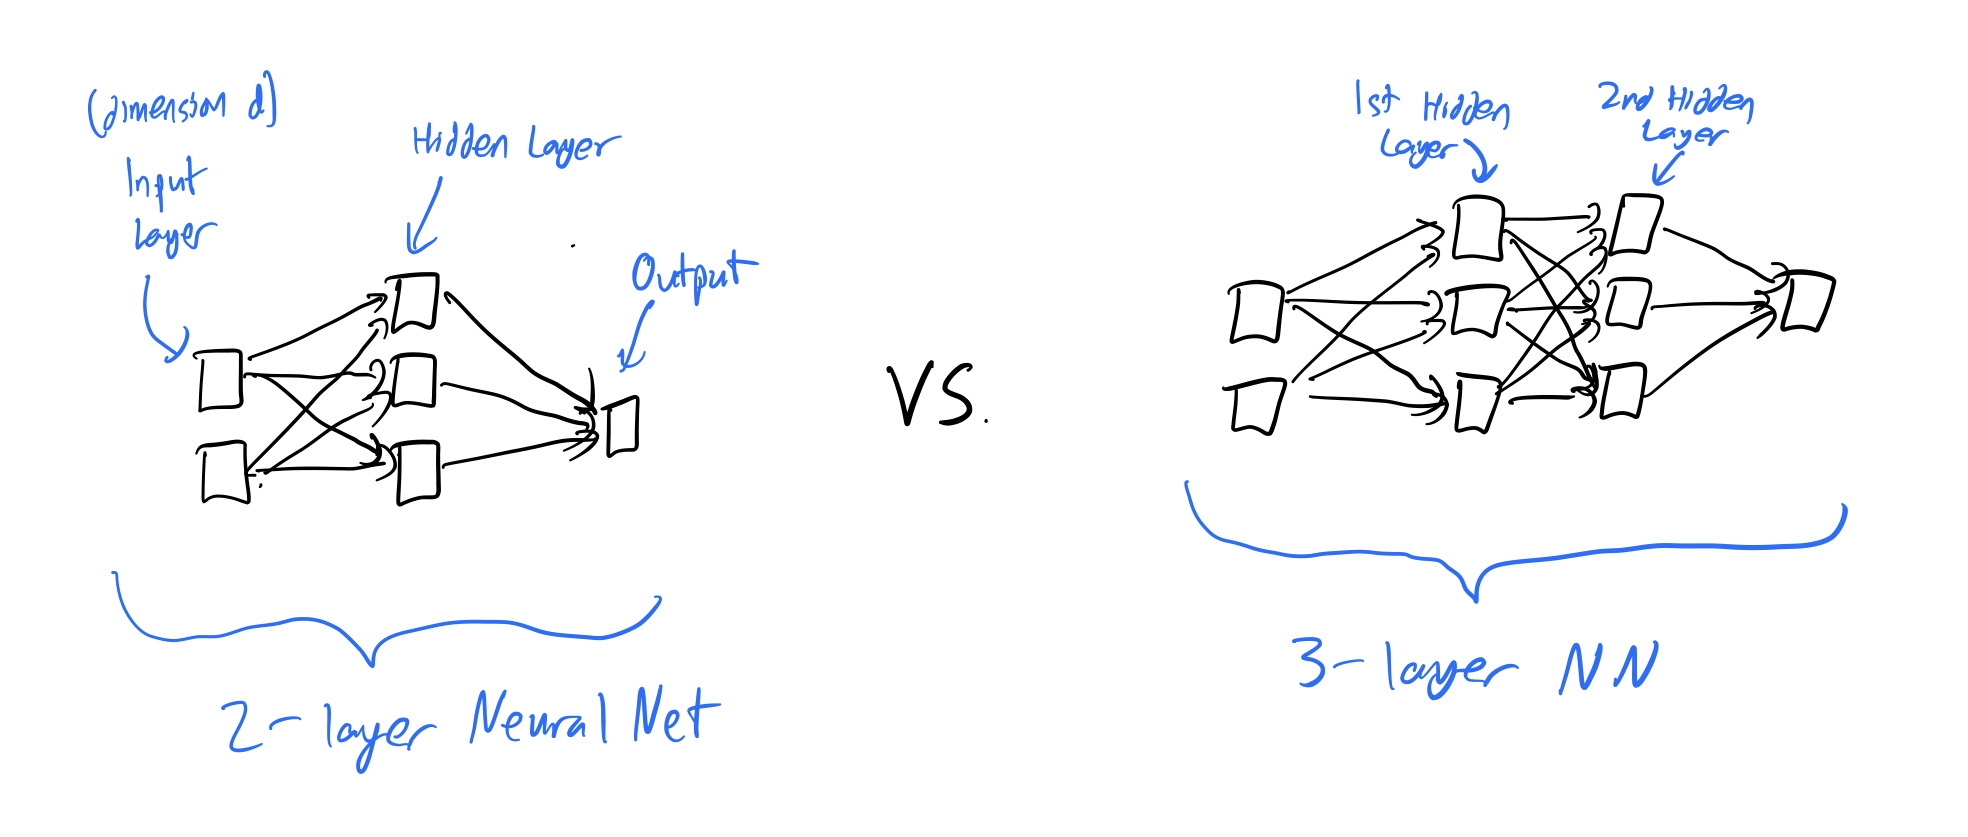 (dimension d)
Input
Layer
Hidden Layer
Output
2-layer Neural Net
VS.
1st Hidden
Layer
2nd Hidden
Layer
3-layer NN